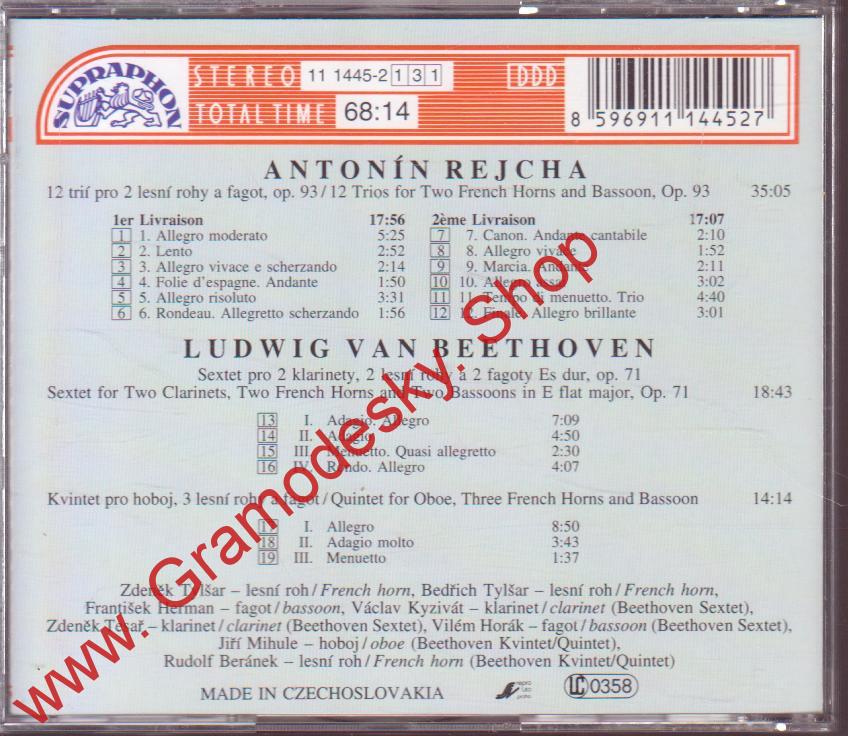 SUPRAPHON
STEREO 11 1445-2 131 DDD
TOTAL TIME 68:14
8 596911 144527
ANTONÍN REJCHA
12 trií pro 2 lesní rohy a fagot, op. 93 / 12 Trios for Two French Horns and Bassoon, Op. 93 35:05
1er Livraison 17:56
1 1. Allegro moderato 5:25
2 2. Lento 2:52
3 3. Allegro vivace e scherzando 2:14
4 4. Folie d'espagne. Andante 1:50
5 5. Allegro risoluto 3:31
6 6. Rondeau. Allegretto scherzando 1:56
2ème Livraison 17:07
7 7. Canon. Andante cantabile 2:10
8 8. Allegro vivace 1:52
9 9. Marcia. Andante 2:11
10 10. Allegro assai 3:02
11 11. Tempo di menuetto. Trio 4:40
12 12. Finale. Allegro brillante 3:01
LUDWIG VAN BEETHOVEN
Sextet pro 2 klarinety, 2 lesní rohy a 2 fagoty Es dur, op. 71
Sextet for Two Clarinets, Two French Horns and Two Bassoons in E flat major, Op. 71 18:43
13 I. Adagio. Allegro 7:09
14 II. Adagio 4:50
15 III. Menuetto. Quasi allegretto 2:30
16 IV. Rondo. Allegro 4:07
Kvintet pro hoboj, 3 lesní rohy a fagot / Quintet for Oboe, Three French Horns and Bassoon 14:14
17 I. Allegro 8:50
18 II. Adagio molto 3:43
19 III. Menuetto 1:37
Zdeněk Tylšar – lesní roh / French horn, Bedřich Tylšar – lesní roh / French horn,
František Herman – fagot / bassoon, Václav Kyzivát – klarinet / clarinet (Beethoven Sextet),
Zdeněk Tesař – klarinet / clarinet (Beethoven Sextet), Vilém Horák – fagot / bassoon (Beethoven Sextet),
Jiří Mihule – hoboj / oboe (Beethoven Kvintet/Quintet),
Rudolf Beránek – lesní roh / French horn (Beethoven Kvintet/Quintet)
MADE IN CZECHOSLOVAKIA LC 0358
www. Gramodesky. Shop